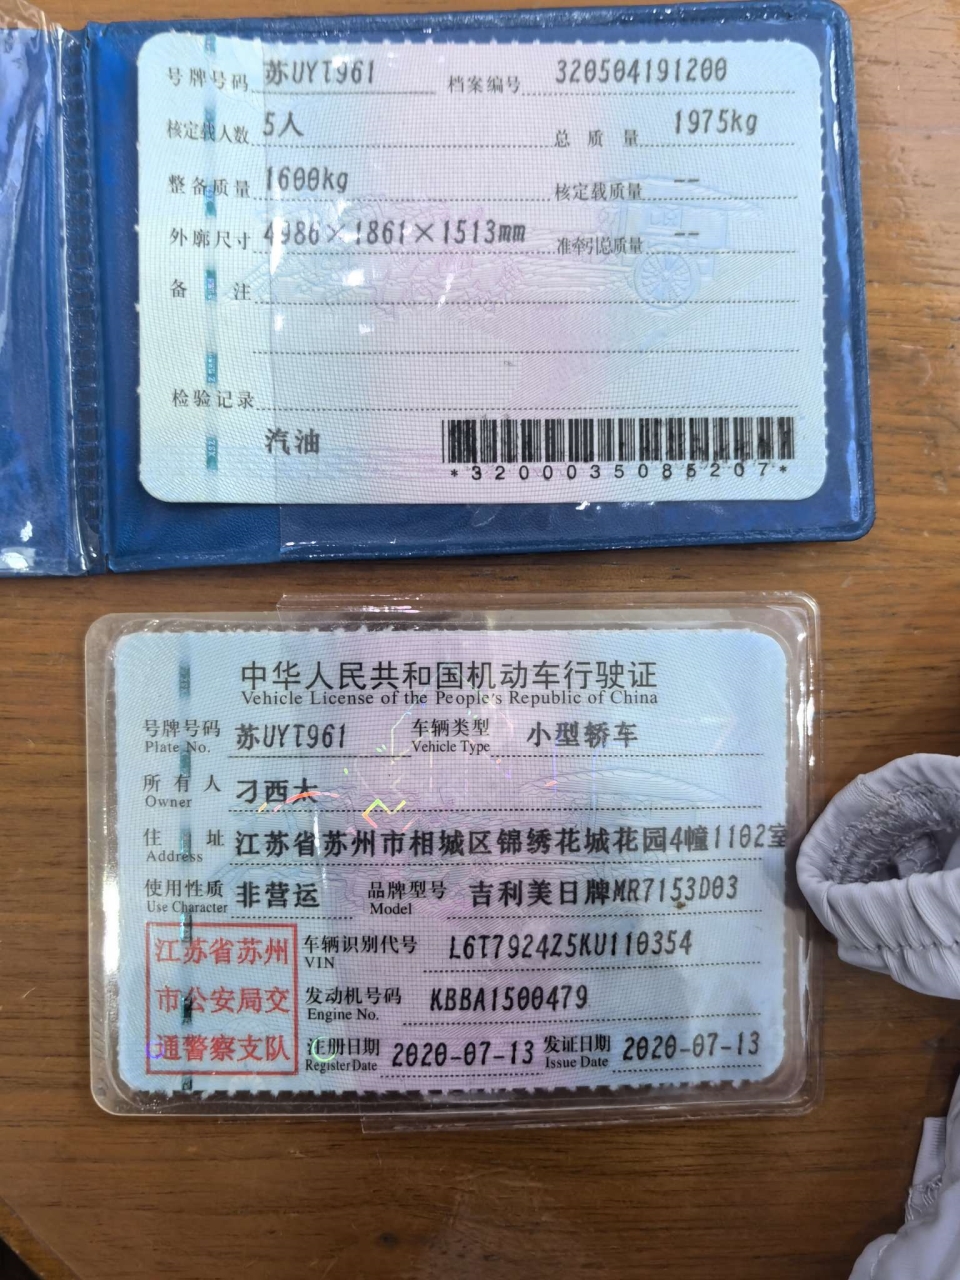 号牌号码 苏UYT961 档案编号 320504191200
核定载人数 5人 总质量 1975kg
整备质量 1600kg 核定载质量 --
外廓尺寸 4986×1861×1513mm 准牵引总质量 --
备注
检验记录
汽油
*3200035085207*
中华人民共和国机动车行驶证
Vehicle License of the People's Republic of China
号牌号码 苏UYT961 车辆类型 小型轿车
Plate No. Vehicle Type
所有人 刁西太
Owner
住址 江苏省苏州市相城区锦绣花城花园4幢1102室
Address
使用性质 非营运 品牌型号 吉利美日牌MR7153D03
Use Character Model
江苏省苏州
市公安局交
通警察支队
车辆识别代号 L6T7924Z5KU110354
VIN
发动机号码 KBBA1500479
Engine No.
注册日期 2020-07-13 发证日期 2020-07-13
Register Date Issue Date